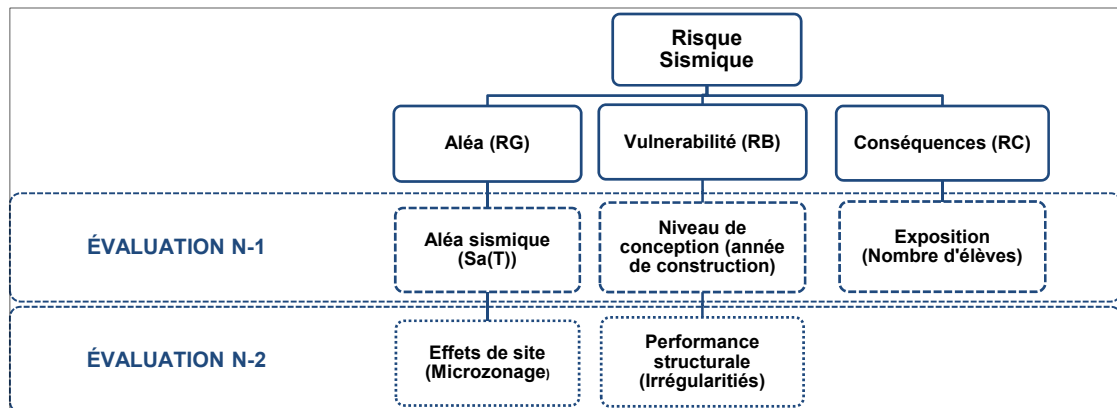 Risque
Sismique
Aléa (RG)
Vulnerabilité (RB)
Conséquences (RC)
ÉVALUATION N-1
Aléa sismique
(Sa(T))
Niveau de
conception (année
de construction)
Exposition
(Nombre d'élèves)
ÉVALUATION N-2
Effets de site
(Microzonage)
Performance
structurale
(Irrégularitiés)